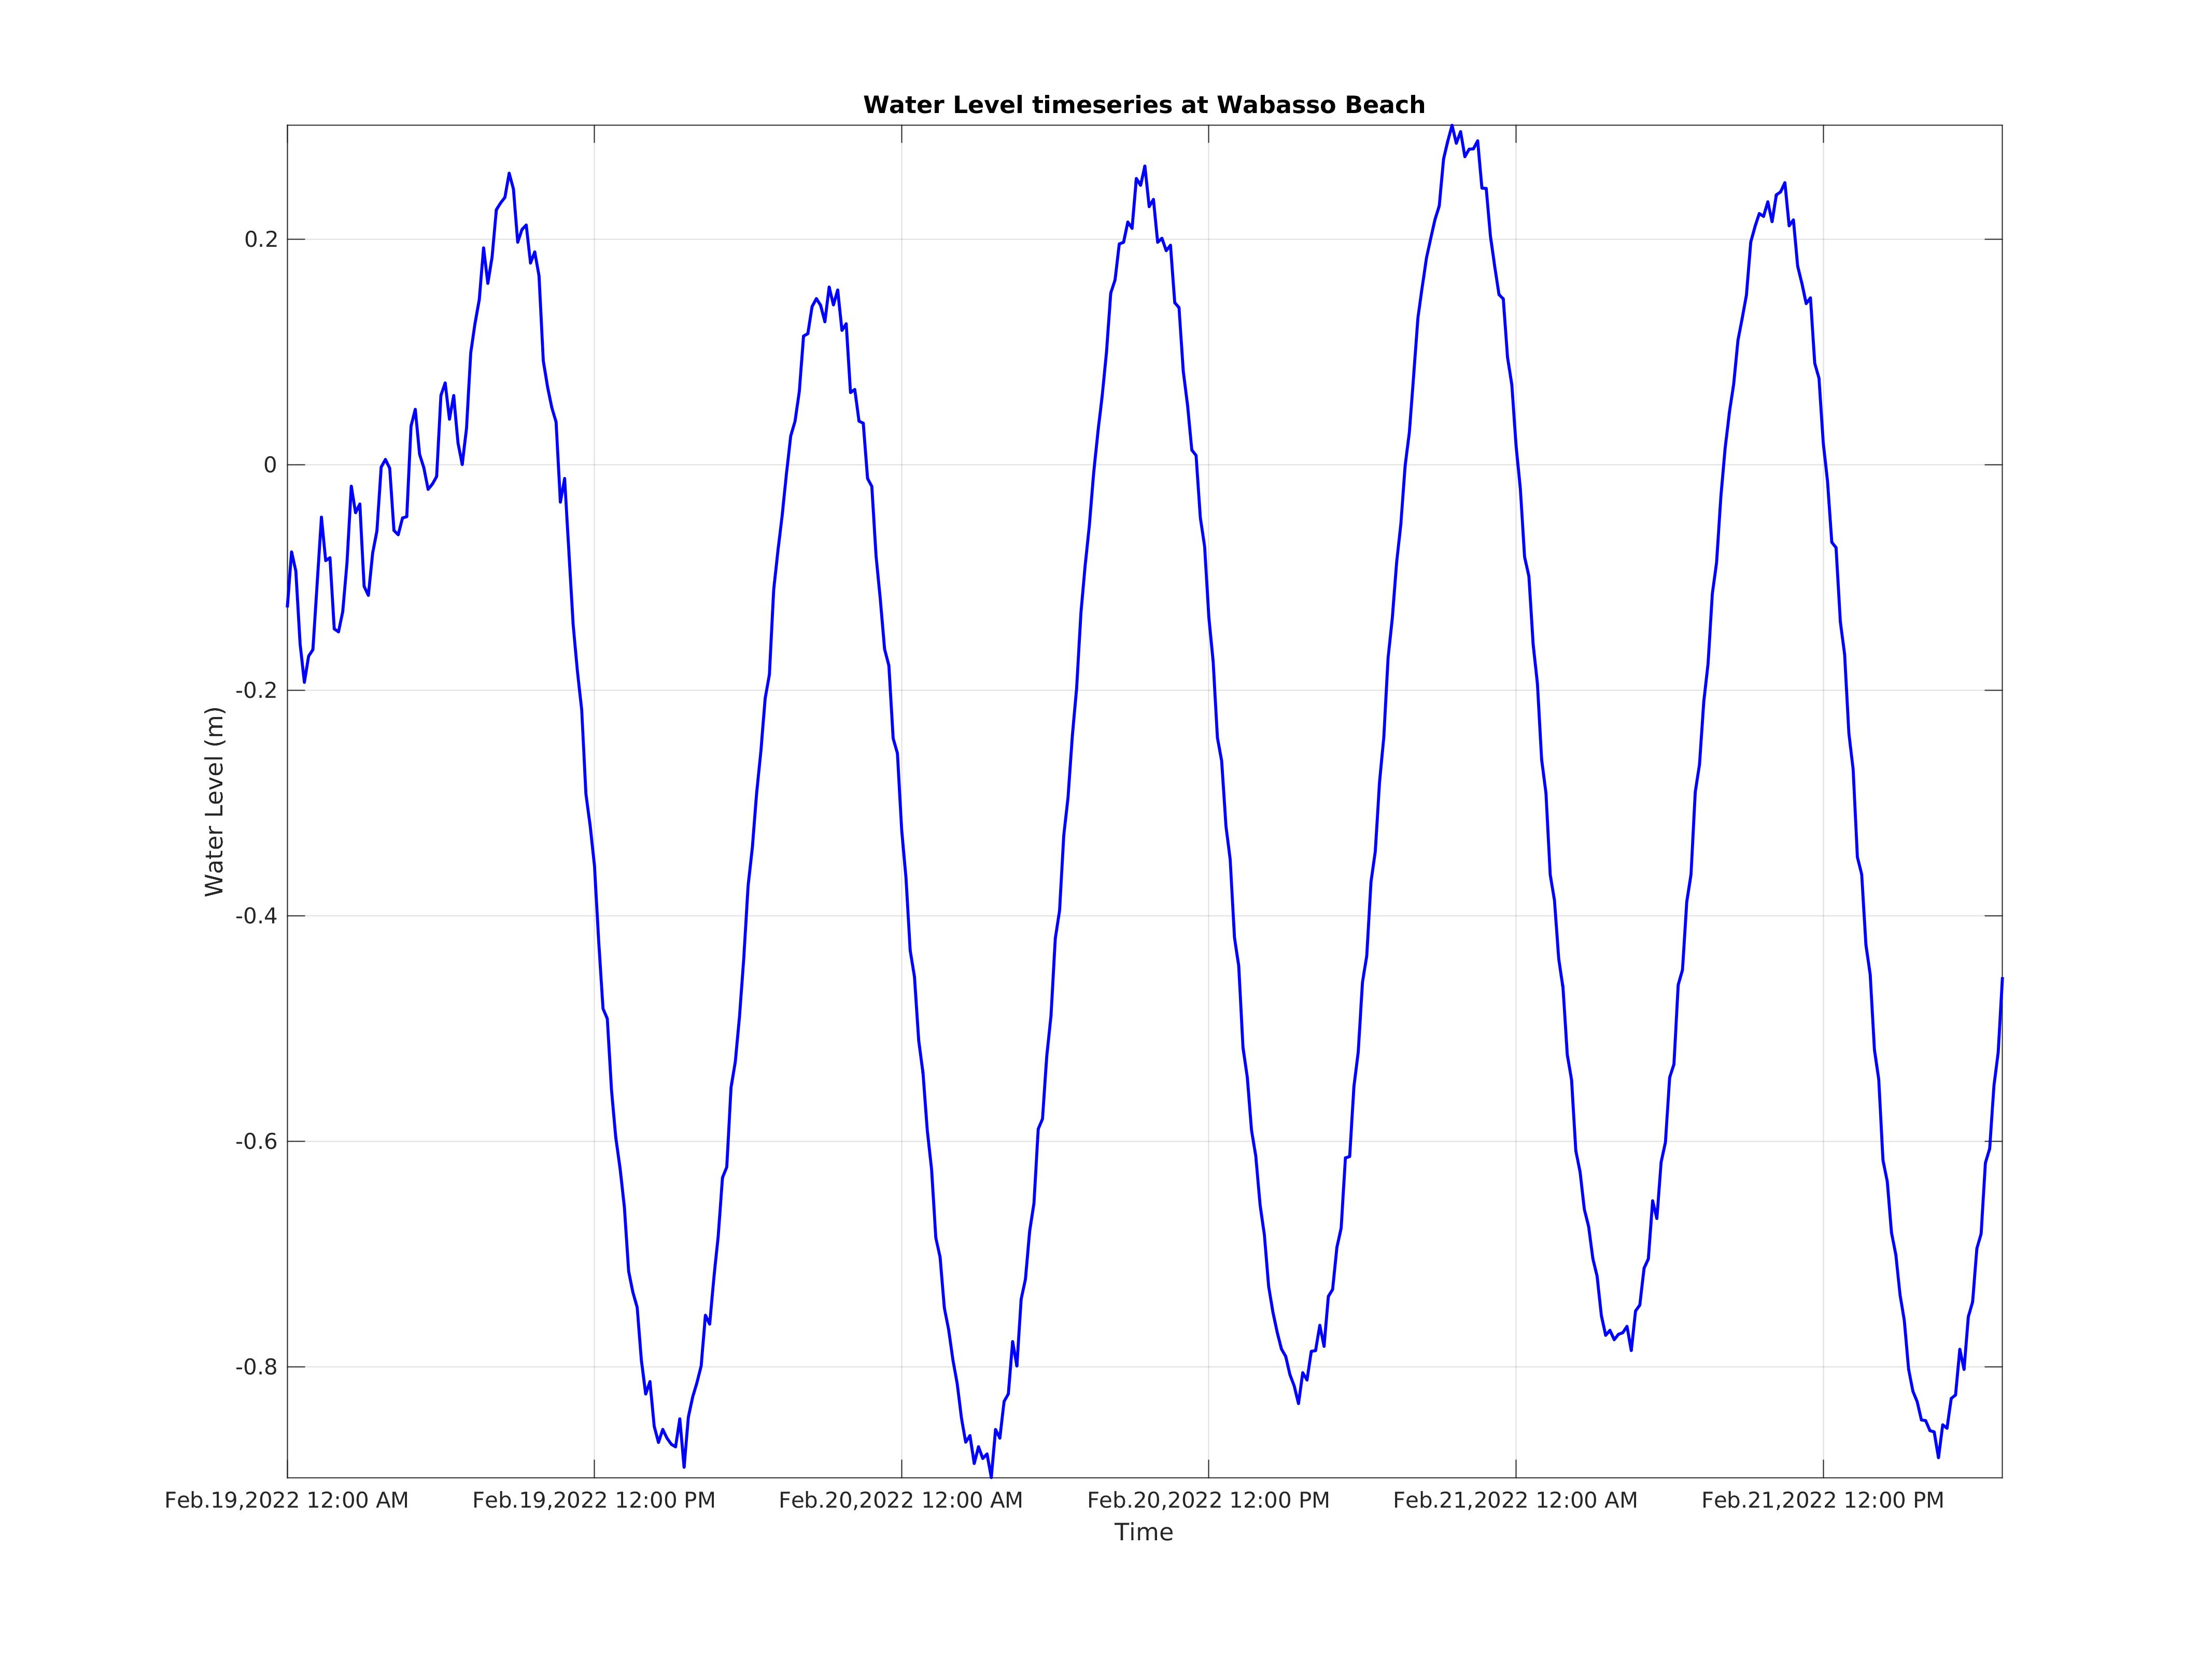 Water Level timeseries at Wabasso Beach
0.2
0
-0.2
-0.4
-0.6
-0.8
Water Level (m)
Feb.19,2022 12:00 AM Feb.19,2022 12:00 PM Feb.20,2022 12:00 AM Feb.20,2022 12:00 PM Feb.21,2022 12:00 AM Feb.21,2022 12:00 PM
Time